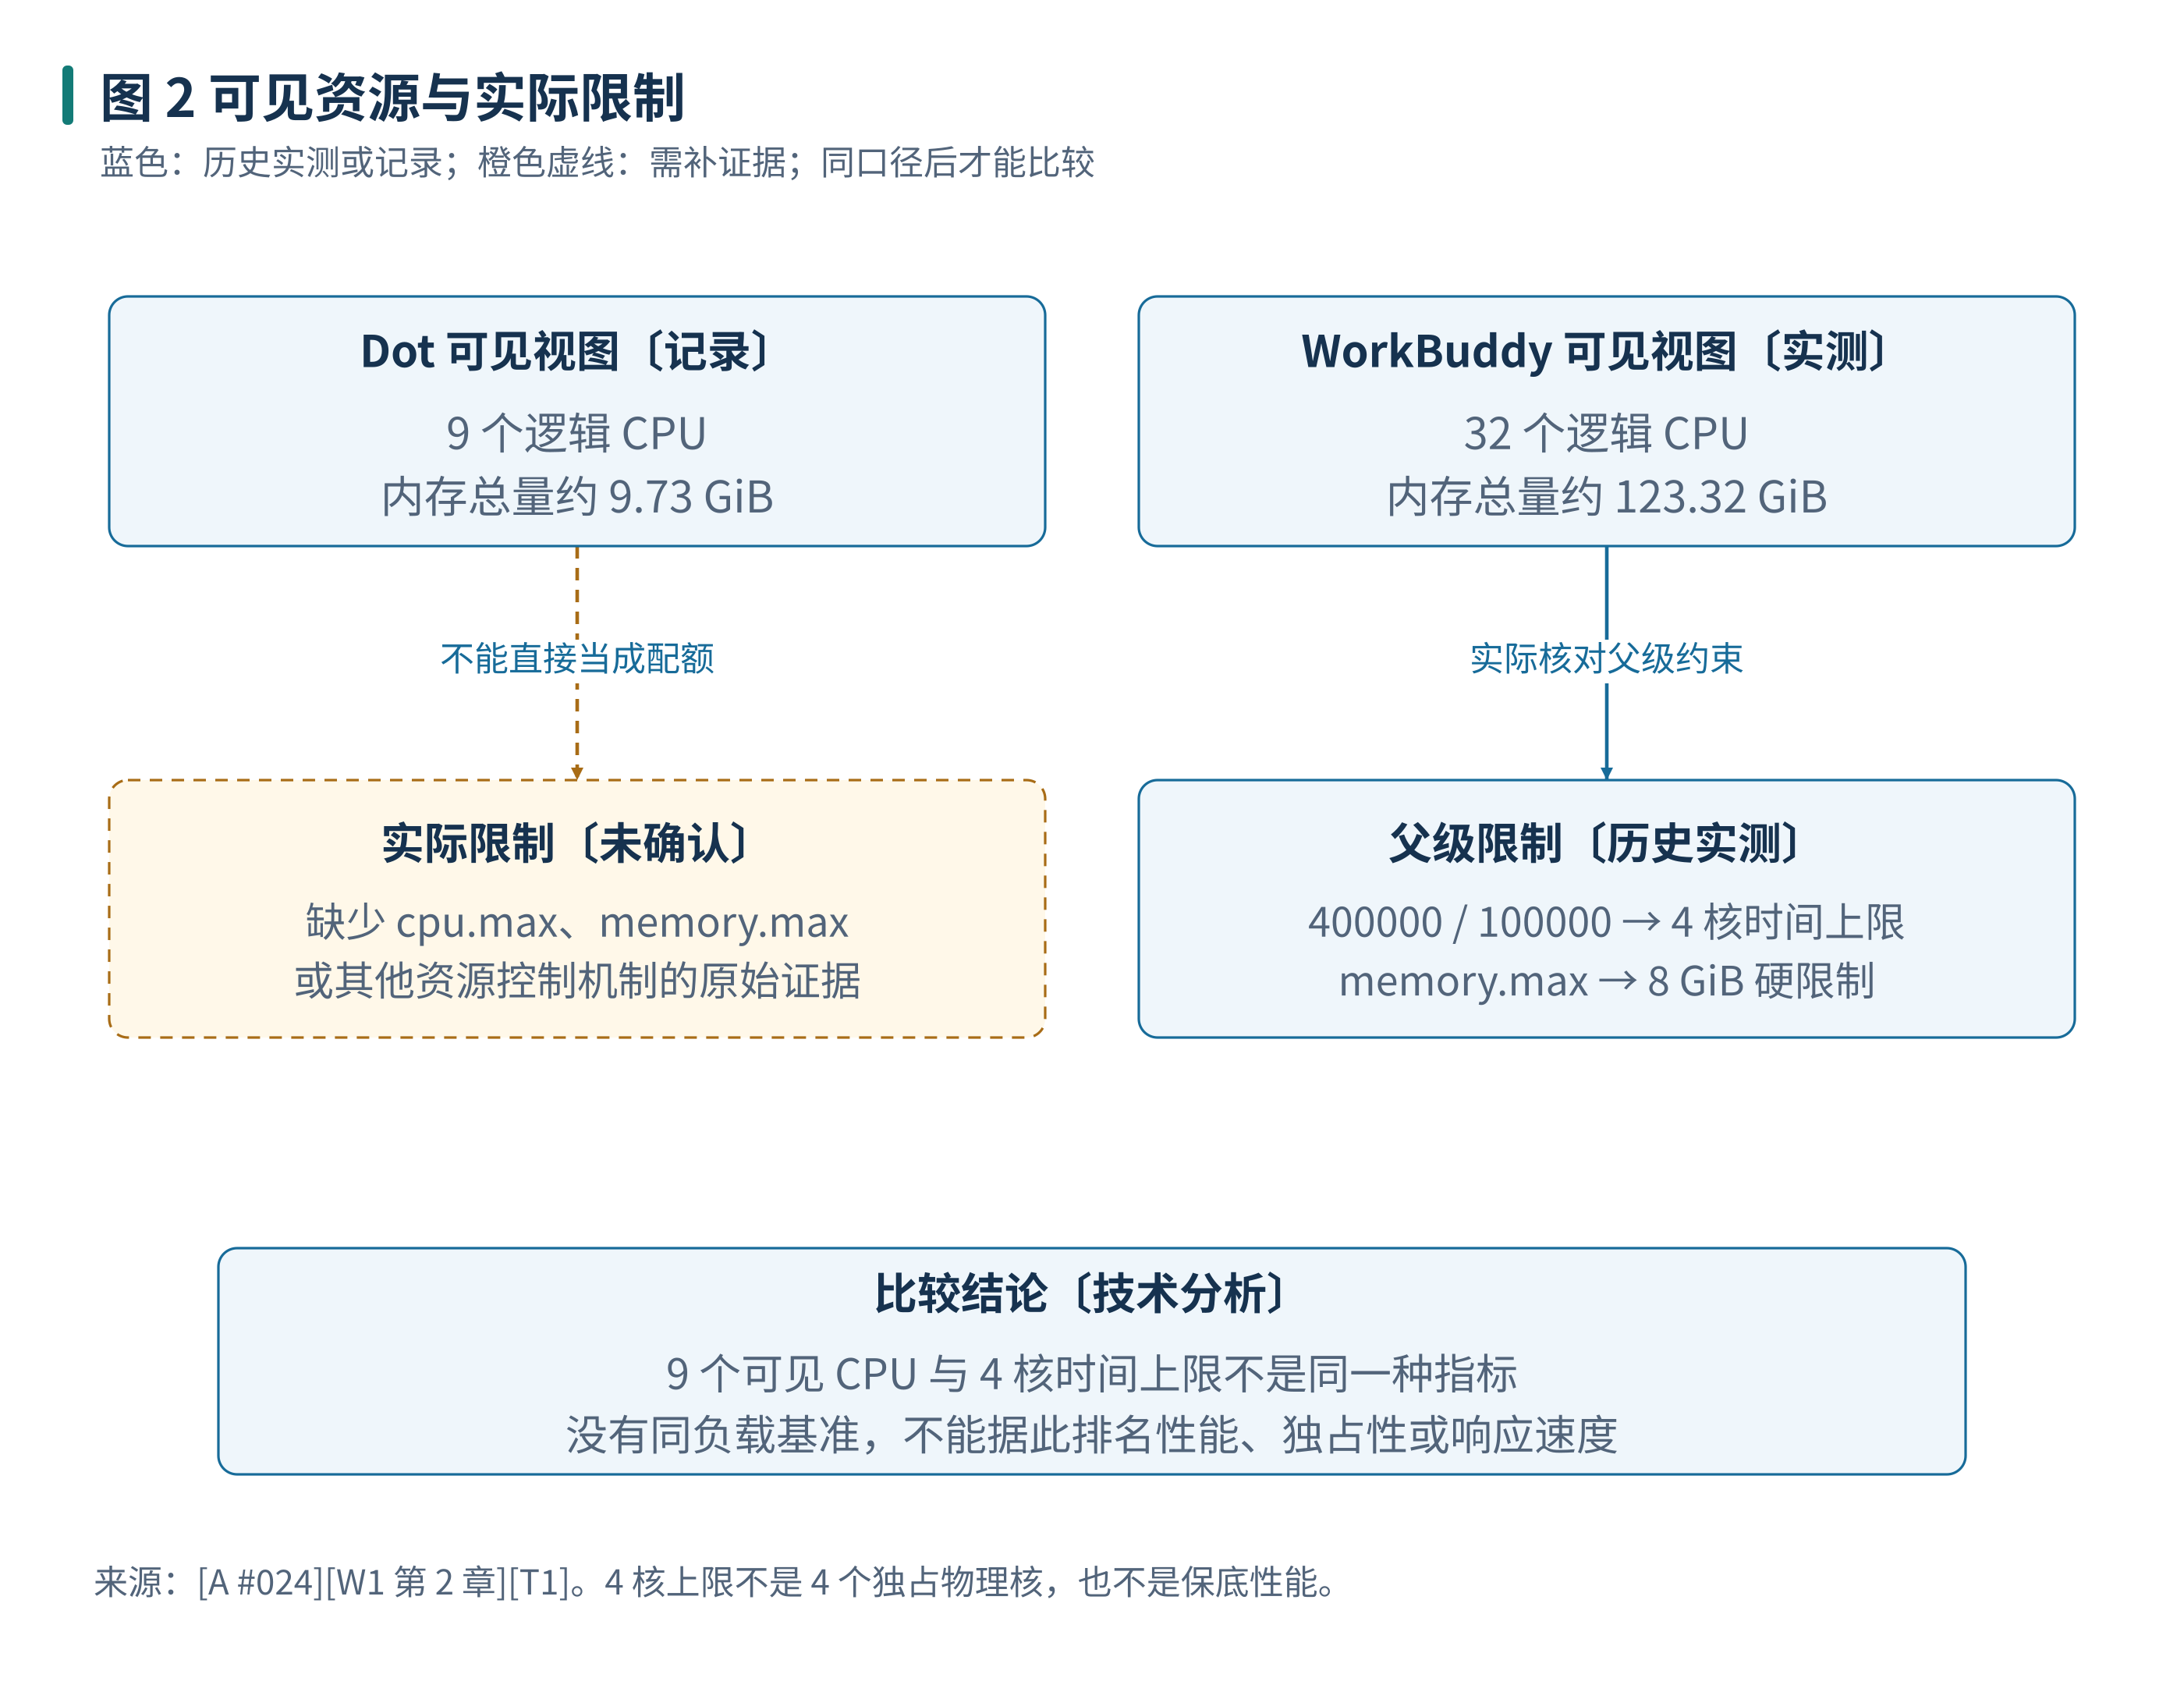 图 2 可见资源与实际限制
蓝色：历史实测或记录；橙色虚线：需补证据；同口径后才能比较
Dot 可见视图〔记录〕
9 个逻辑 CPU
内存总量约 9.73 GiB
WorkBuddy 可见视图〔实测〕
32 个逻辑 CPU
内存总量约 123.32 GiB
不能直接当成配额
实际核对父级约束
实际限制〔未确认〕
缺少 cpu.max、memory.max
或其他资源控制机制的原始证据
父级限制〔历史实测〕
400000 / 100000 → 4 核时间上限
memory.max → 8 GiB 硬限制
比较结论〔技术分析〕
9 个可见 CPU 与 4 核时间上限不是同一种指标
没有同负载基准，不能据此排名性能、独占性或响应速度
来源：[A #024][W1 第 2 章][T1]。4 核上限不是 4 个独占物理核，也不是保底性能。